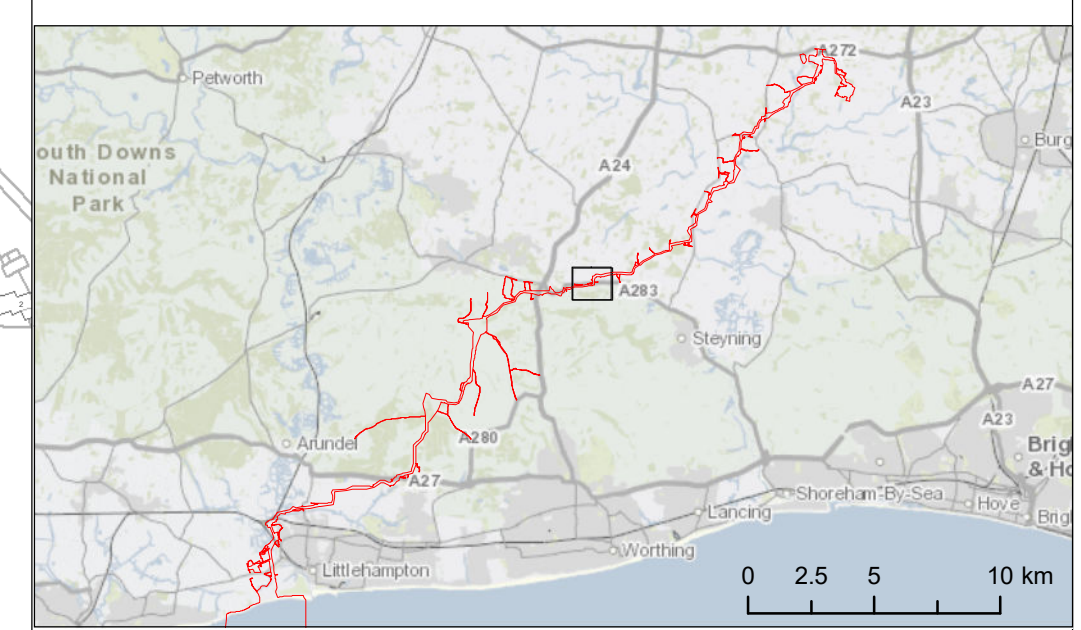 A272
Petworth
A23
Burg
outh Downs
National
Park
A24
A283
Steyning
A27
A23
Arundel
A280
Brig
& Ho
A27
Shoreham-By-Sea
Hove
Lancing
Brig
Worthing
Littlehampton
0 2.5 5 10 km
2